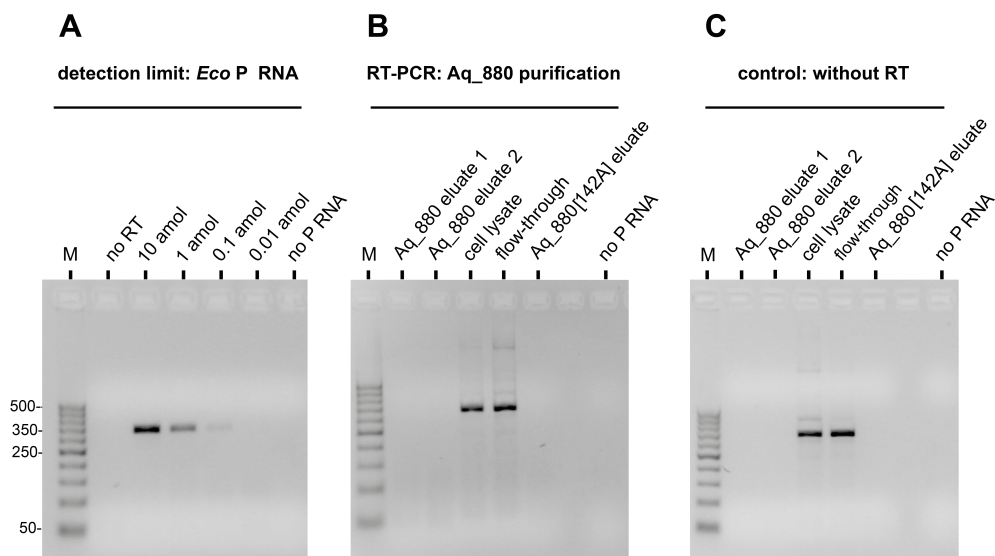 A
detection limit: Eco P RNA
M
no RT
10 amol
1 amol
0.1 amol
0.01 amol
no P RNA
500-
350-
250-
50-
B
RT-PCR: Aq_880 purification
M
Aq_880 eluate 1
Aq_880 eluate 2
cell lysate
flow-through
Aq_880[142A] eluate
no P RNA
C
control: without RT
M
Aq_880 eluate 1
Aq_880 eluate 2
cell lysate
flow-through
Aq_880[142A] eluate
no P RNA